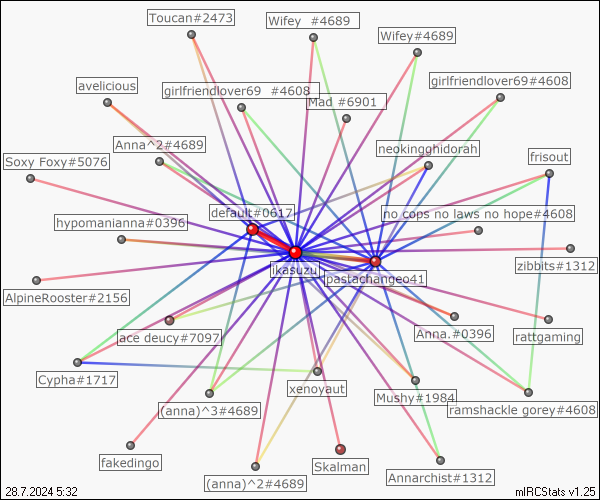 Toucan#2473
Wifey #4689
Wifey#4689
avelicious
girlfriendlover69 #4608
Mad #6901
girlfriendlover69#4608
Anna^2#4689
neokingghidorah
Soxy Foxy#5076
frisout
default#0617
no cops no laws no hope#4608
hypomanianna#0396
ikasuzu
pastachangeo41
zibbits#1312
AlpineRooster#2156
ace deucy#7097
Anna.#0396
rattgaming
Cypha#1717
xenoyaut
Mushy#1984
(anna)^3#4689
ramshackle gorey#4608
fakedingo
Skalman
(anna)^2#4689
Annarchist#1312
28.7.2024 5:32
mIRCStats v1.25